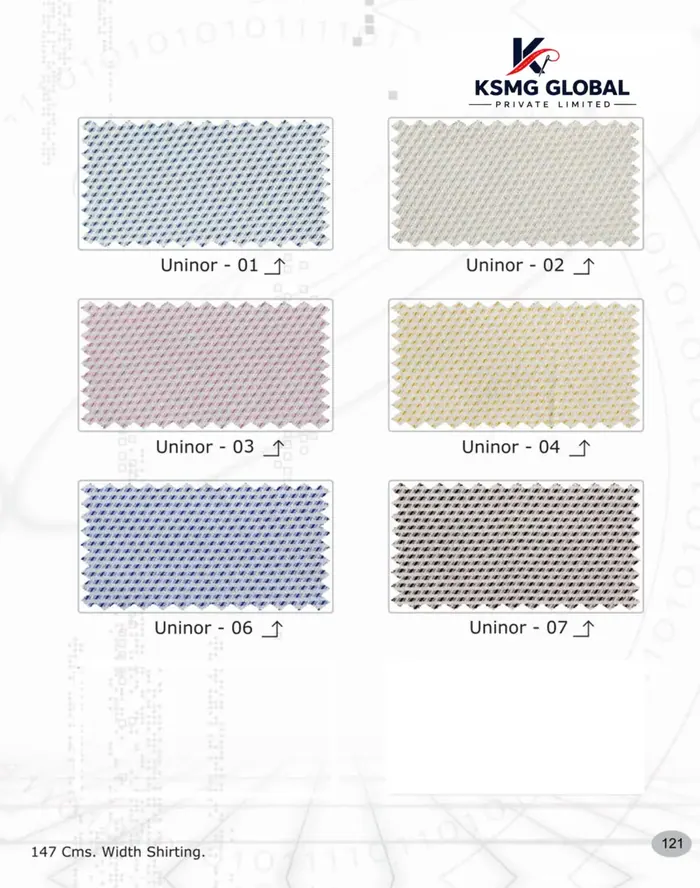 KSMG GLOBAL
PRIVATE LIMITED
Uninor - 01
Uninor - 02
Uninor - 03
Uninor - 04
Uninor - 06
Uninor - 07
147 Cms. Width Shirting.
121